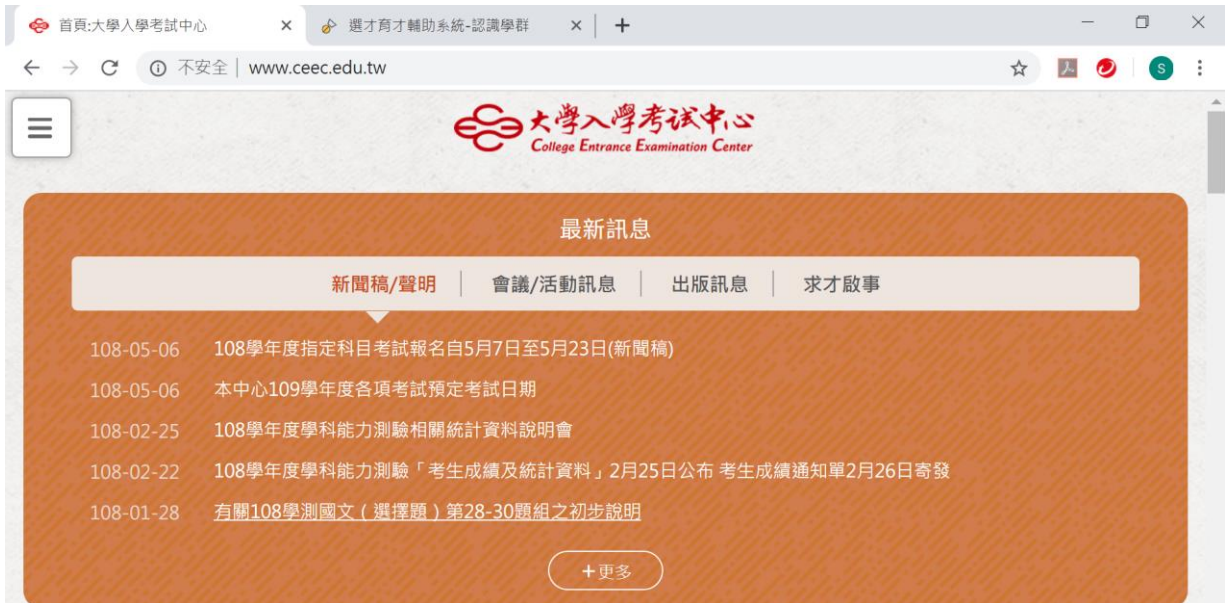 首頁:大學入學考試中心
選才育才輔助系統-認識學群
不安全 | www.ceec.edu.tw
S
大學入學考試中心
College Entrance Examination Center
最新訊息
新聞稿/聲明 | 會議/活動訊息 | 出版訊息 | 求才啟事
108-05-06 108學年度指定科目考試報名自5月7日至5月23日(新聞稿)
108-05-06 本中心109學年度各項考試預定考試日期
108-02-25 108學年度學科能力測驗相關統計資料說明會
108-02-22 108學年度學科能力測驗「考生成績及統計資料」2月25日公布 考生成績通知單2月26日寄發
108-01-28 有關108學測國文（選擇題）第28-30題組之初步說明
+更多